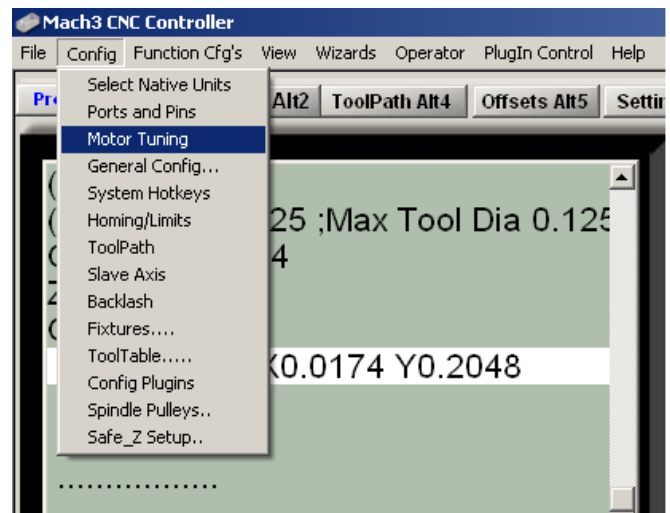 Mach3 CNC Controller
File Config Function Cfg's View Wizards Operator PlugIn Control Help
Alt2 ToolPath Alt4 Offsets Alt5
Select Native Units
Ports and Pins
Motor Tuning
General Config...
System Hotkeys
Homing/Limits
ToolPath
Slave Axis
Backlash
Fixtures....
ToolTable.....
Config Plugins
Spindle Pulleys..
Safe_Z Setup..
25 ;Max Tool Dia 0.125
4
X0.0174 Y0.2048
.................